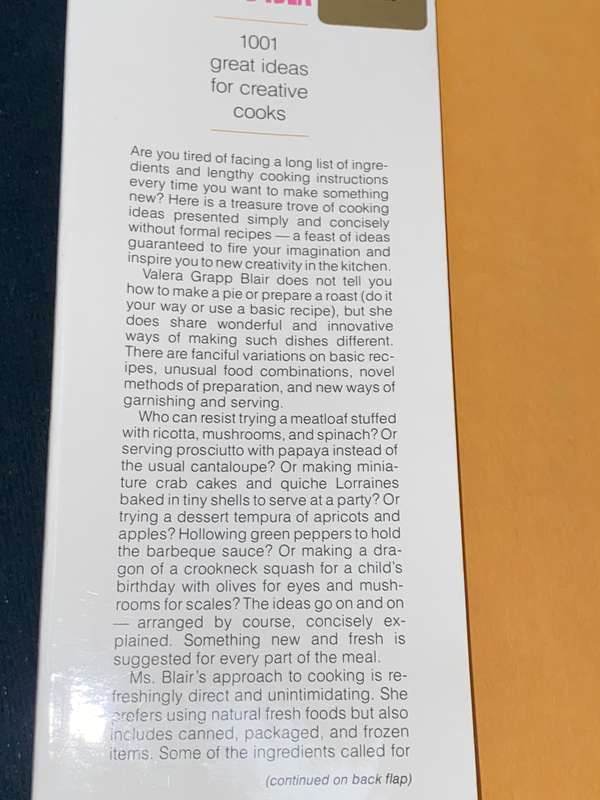 1001
great ideas
for creative
cooks
Are you tired of facing a long list of ingre-
dients and lengthy cooking instructions
every time you want to make something
new? Here is a treasure trove of cooking
ideas presented simply and concisely
without formal recipes — a feast of ideas
guaranteed to fire your imagination and
inspire you to new creativity in the kitchen.
Valera Grapp Blair does not tell you
how to make a pie or prepare a roast (do it
your way or use a basic recipe), but she
does share wonderful and innovative
ways of making such dishes different.
There are fanciful variations on basic rec-
ipes, unusual food combinations, novel
methods of preparation, and new ways of
garnishing and serving.
Who can resist trying a meatloaf stuffed
with ricotta, mushrooms, and spinach? Or
serving prosciutto with papaya instead of
the usual cantaloupe? Or making minia-
ture crab cakes and quiche Lorraines
baked in tiny shells to serve at a party? Or
trying a dessert tempura of apricots and
apples? Hollowing green peppers to hold
the barbeque sauce? Or making a dra-
gon of a crookneck squash for a child's
birthday with olives for eyes and mush-
rooms for scales? The ideas go on and on
— arranged by course, concisely ex-
plained. Something new and fresh is
suggested for every part of the meal.
Ms. Blair's approach to cooking is re-
freshingly direct and unintimidating. She
prefers using natural fresh foods but also
includes canned, packaged, and frozen
items. Some of the ingredients called for
(continued on back flap)